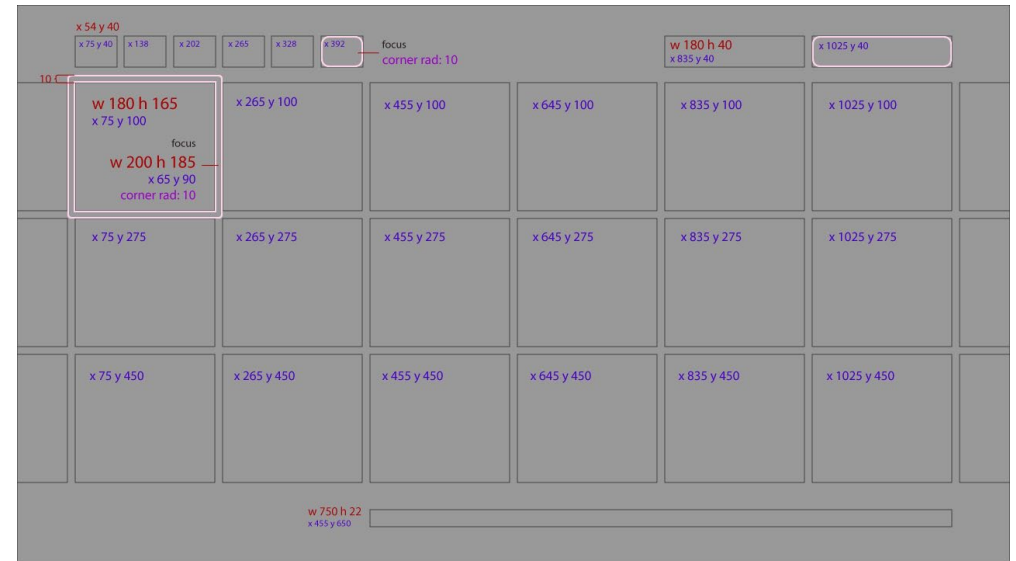 x 54 y 40
x 75 y 40
x 138
x 202
x 265
x 328
x 392
focus
corner rad: 10
w 180 h 40
x 835 y 40
x 1025 y 40
10
w 180 h 165
x 75 y 100
focus
w 200 h 185
x 65 y 90
corner rad: 10
x 265 y 100
x 455 y 100
x 645 y 100
x 835 y 100
x 1025 y 100
x 75 y 275
x 265 y 275
x 455 y 275
x 645 y 275
x 835 y 275
x 1025 y 275
x 75 y 450
x 265 y 450
x 455 y 450
x 645 y 450
x 835 y 450
x 1025 y 450
w 750 h 22
x 455 y 650